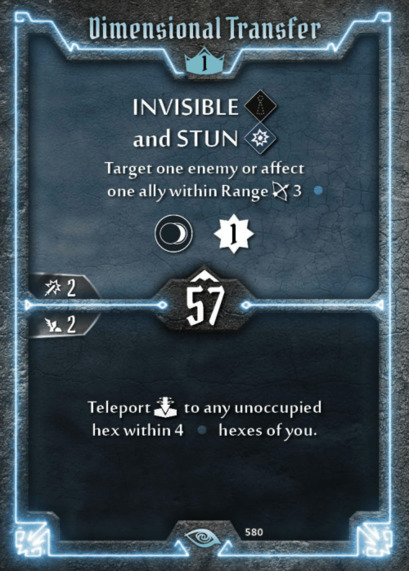 Dimensional Transfer
1
INVISIBLE
and STUN
Target one enemy or affect
one ally within Range 3
1
2
57
2
Teleport to any unoccupied
hex within 4 hexes of you.
580